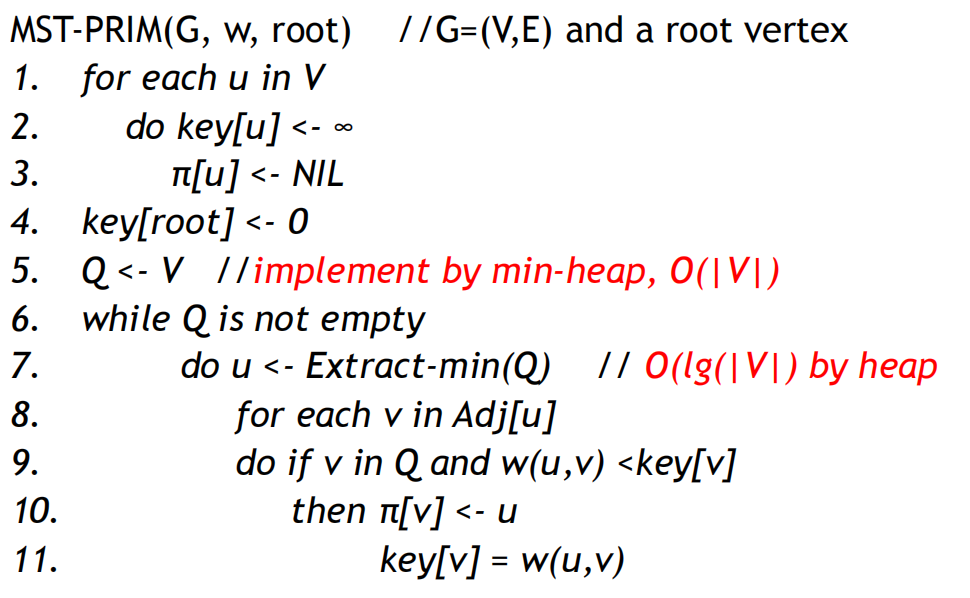 MST-PRIM(G, w, root) //G=(V,E) and a root vertex
1. for each u in V
2. do key[u] <- ∞
3. π[u] <- NIL
4. key[root] <- 0
5. Q <- V //implement by min-heap, O(|V|)
6. while Q is not empty
7. do u <- Extract-min(Q) // O(lg(|V|) by heap
8. for each v in Adj[u]
9. do if v in Q and w(u,v) <key[v]
10. then π[v] <- u
11. key[v] = w(u,v)